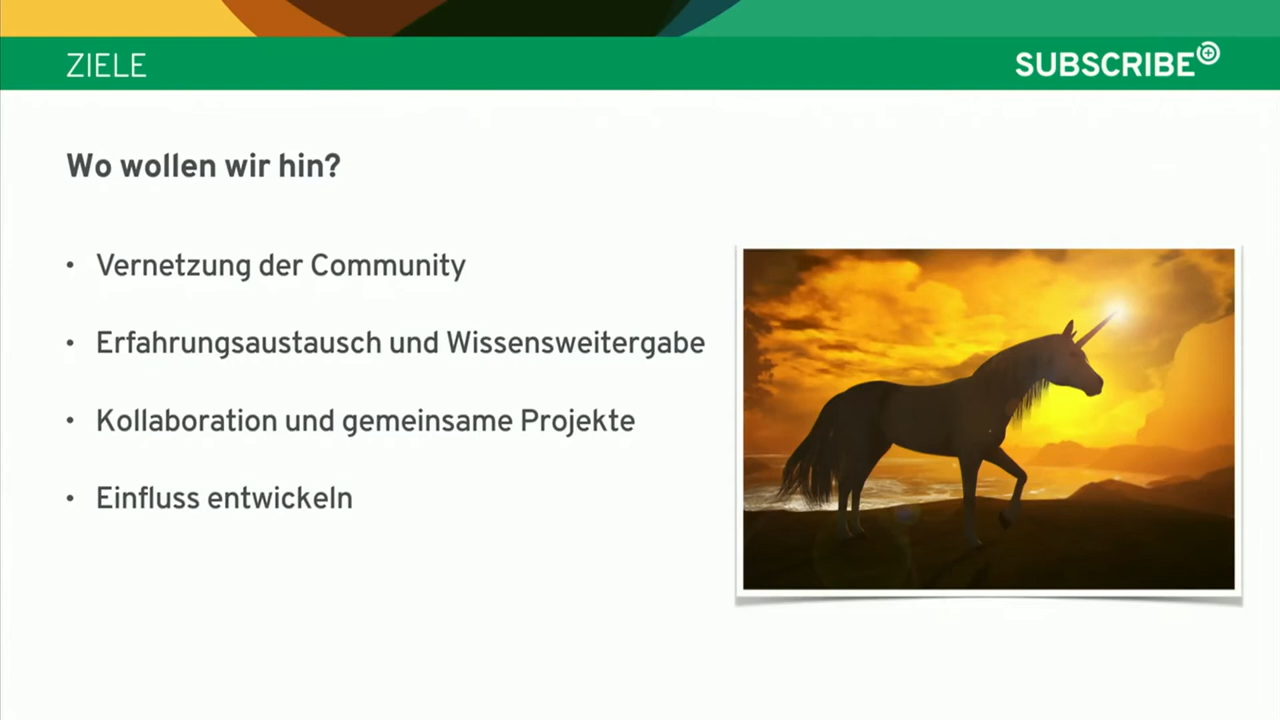 ZIELE
SUBSCRIBE
Wo wollen wir hin?
• Vernetzung der Community
• Erfahrungsaustausch und Wissensweitergabe
• Kollaboration und gemeinsame Projekte
• Einfluss entwickeln